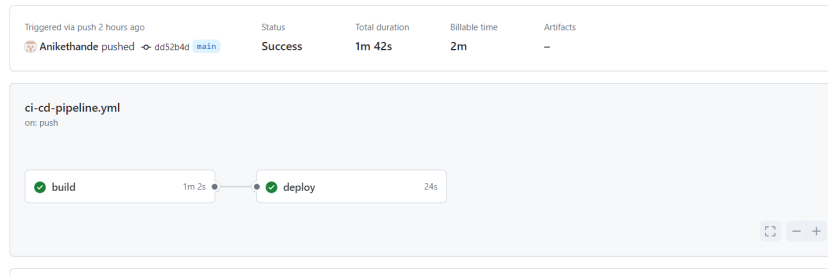 Triggered via push 2 hours ago
Anikethande pushed dd52b4d main
Status
Success
Total duration
1m 42s
Billable time
2m
Artifacts
–
ci-cd-pipeline.yml
on: push
build 1m 2s
deploy 24s